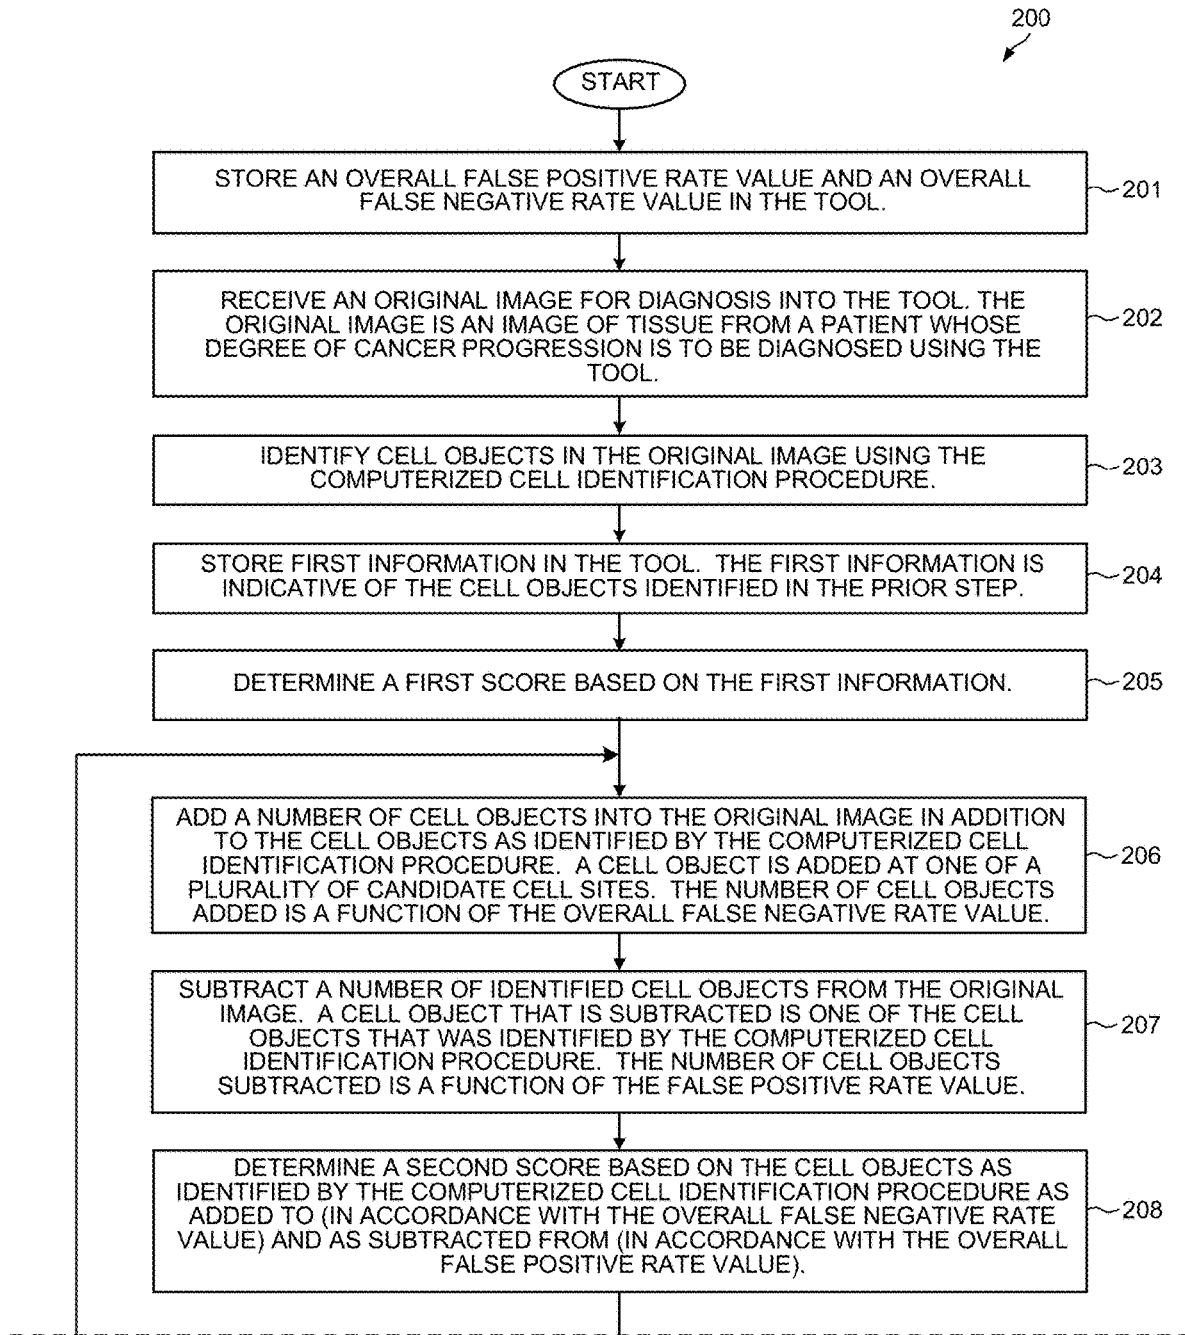 200
START
STORE AN OVERALL FALSE POSITIVE RATE VALUE AND AN OVERALL
FALSE NEGATIVE RATE VALUE IN THE TOOL.
201
RECEIVE AN ORIGINAL IMAGE FOR DIAGNOSIS INTO THE TOOL. THE
ORIGINAL IMAGE IS AN IMAGE OF TISSUE FROM A PATIENT WHOSE
DEGREE OF CANCER PROGRESSION IS TO BE DIAGNOSED USING THE
TOOL.
202
IDENTIFY CELL OBJECTS IN THE ORIGINAL IMAGE USING THE
COMPUTERIZED CELL IDENTIFICATION PROCEDURE.
203
STORE FIRST INFORMATION IN THE TOOL. THE FIRST INFORMATION IS
INDICATIVE OF THE CELL OBJECTS IDENTIFIED IN THE PRIOR STEP.
204
DETERMINE A FIRST SCORE BASED ON THE FIRST INFORMATION.
205
ADD A NUMBER OF CELL OBJECTS INTO THE ORIGINAL IMAGE IN ADDITION
TO THE CELL OBJECTS AS IDENTIFIED BY THE COMPUTERIZED CELL
IDENTIFICATION PROCEDURE. A CELL OBJECT IS ADDED AT ONE OF A
PLURALITY OF CANDIDATE CELL SITES. THE NUMBER OF CELL OBJECTS
ADDED IS A FUNCTION OF THE OVERALL FALSE NEGATIVE RATE VALUE.
206
SUBTRACT A NUMBER OF IDENTIFIED CELL OBJECTS FROM THE ORIGINAL
IMAGE. A CELL OBJECT THAT IS SUBTRACTED IS ONE OF THE CELL
OBJECTS THAT WAS IDENTIFIED BY THE COMPUTERIZED CELL
IDENTIFICATION PROCEDURE. THE NUMBER OF CELL OBJECTS
SUBTRACTED IS A FUNCTION OF THE FALSE POSITIVE RATE VALUE.
207
DETERMINE A SECOND SCORE BASED ON THE CELL OBJECTS AS
IDENTIFIED BY THE COMPUTERIZED CELL IDENTIFICATION PROCEDURE AS
ADDED TO (IN ACCORDANCE WITH THE OVERALL FALSE NEGATIVE RATE
VALUE) AND AS SUBTRACTED FROM (IN ACCORDANCE WITH THE OVERALL
FALSE POSITIVE RATE VALUE).
208